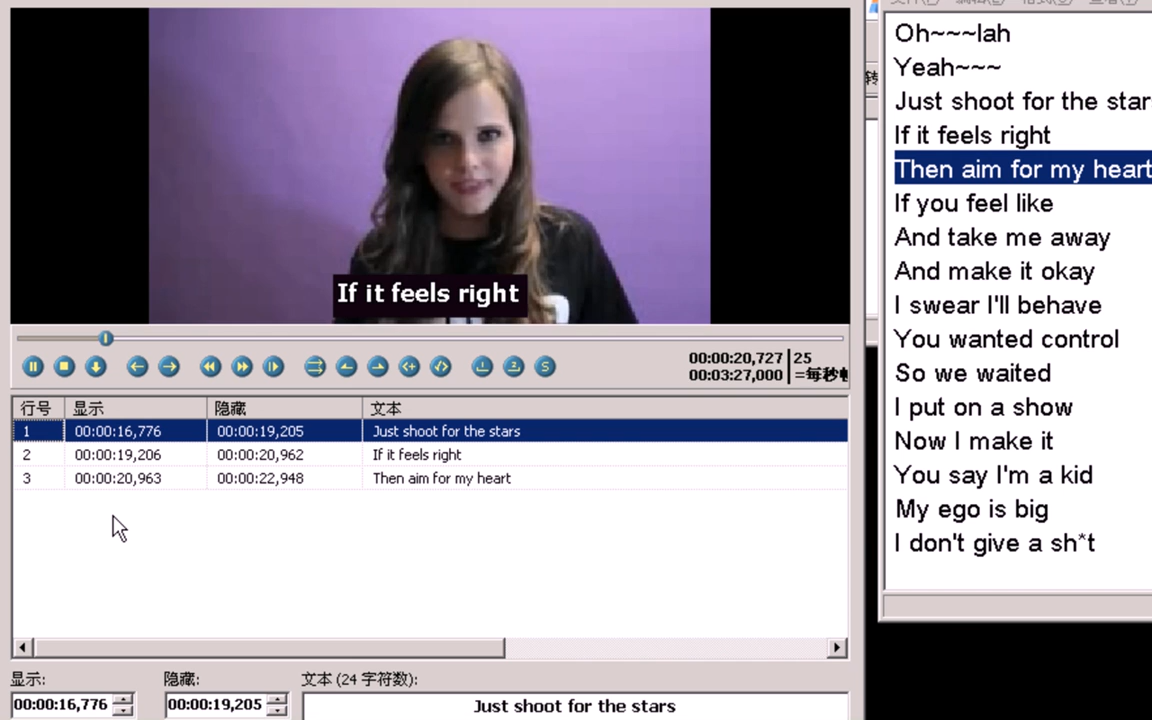 If it feels right
00:00:20,727 25
00:03:27,000 =每秒
行号 显示 隐藏 文本
1 00:00:16,776 00:00:19,205 Just shoot for the stars
2 00:00:19,206 00:00:20,962 If it feels right
3 00:00:20,963 00:00:22,948 Then aim for my heart
显示: 隐藏: 文本 (24 字符数):
00:00:16,776 00:00:19,205 Just shoot for the stars
转
Oh~~~lah
Yeah~~~
Just shoot for the star
If it feels right
Then aim for my heart
If you feel like
And take me away
And make it okay
I swear I'll behave
You wanted control
So we waited
I put on a show
Now I make it
You say I'm a kid
My ego is big
I don't give a sh*t